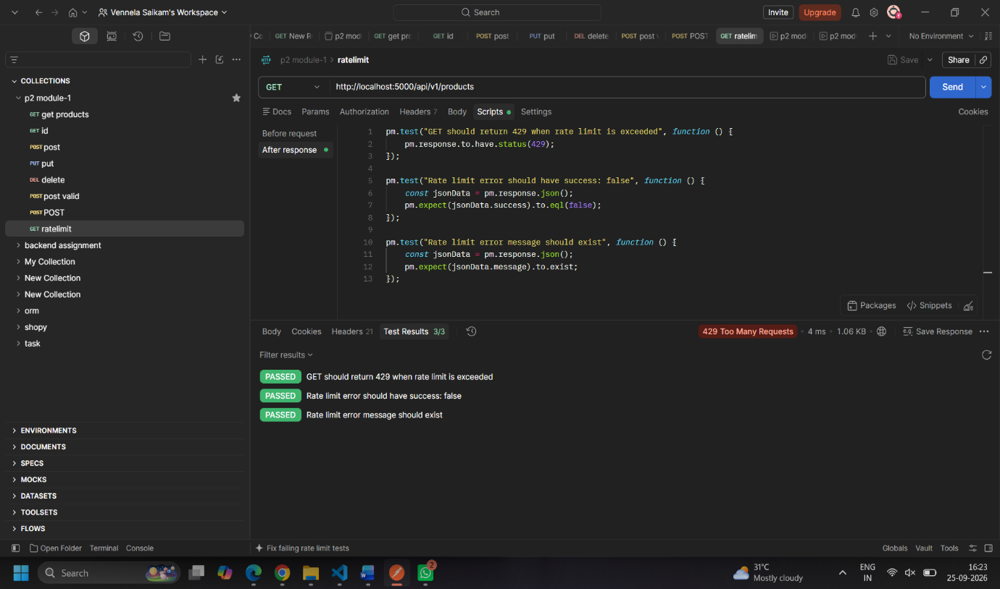 Vennela Saikam's Workspace
Search
Invite
Upgrade
Co
GET New R
p2 mod
GET get pro
GET id
POST post
PUT put
DEL delete
POST post v
POST POST
GET ratelim
p2 mod
p2 mod
No Environment
COLLECTIONS
p2 module-1
GET get products
GET id
POST post
PUT put
DEL delete
POST post valid
POST POST
GET ratelimit
backend assignment
My Collection
New Collection
New Collection
orm
shopy
task
ENVIRONMENTS
DOCUMENTS
SPECS
MOCKS
DATASETS
TOOLSETS
FLOWS
HTTP p2 module-1 > ratelimit
Save
Share
GET
http://localhost:5000/api/v1/products
Send
Docs
Params
Authorization
Headers 7
Body
Scripts
Settings
Cookies
Before request
After response
1 pm.test("GET should return 429 when rate limit is exceeded", function () {
2 pm.response.to.have.status(429);
3 });
4
5 pm.test("Rate limit error should have success: false", function () {
6 const jsonData = pm.response.json();
7 pm.expect(jsonData.success).to.eql(false);
8 });
9
10 pm.test("Rate limit error message should exist", function () {
11 const jsonData = pm.response.json();
12 pm.expect(jsonData.message).to.exist;
13 });
Packages
Snippets
Body
Cookies
Headers 21
Test Results 3/3
429 Too Many Requests
4 ms
1.06 KB
e.g. Save Response
Filter results
PASSED GET should return 429 when rate limit is exceeded
PASSED Rate limit error should have success: false
PASSED Rate limit error message should exist
Open Folder
Terminal
Console
Fix failing rate limit tests
Globals
Vault
Tools
Search
2
31°C
Mostly cloudy
ENG
IN
16:23
25-09-2026